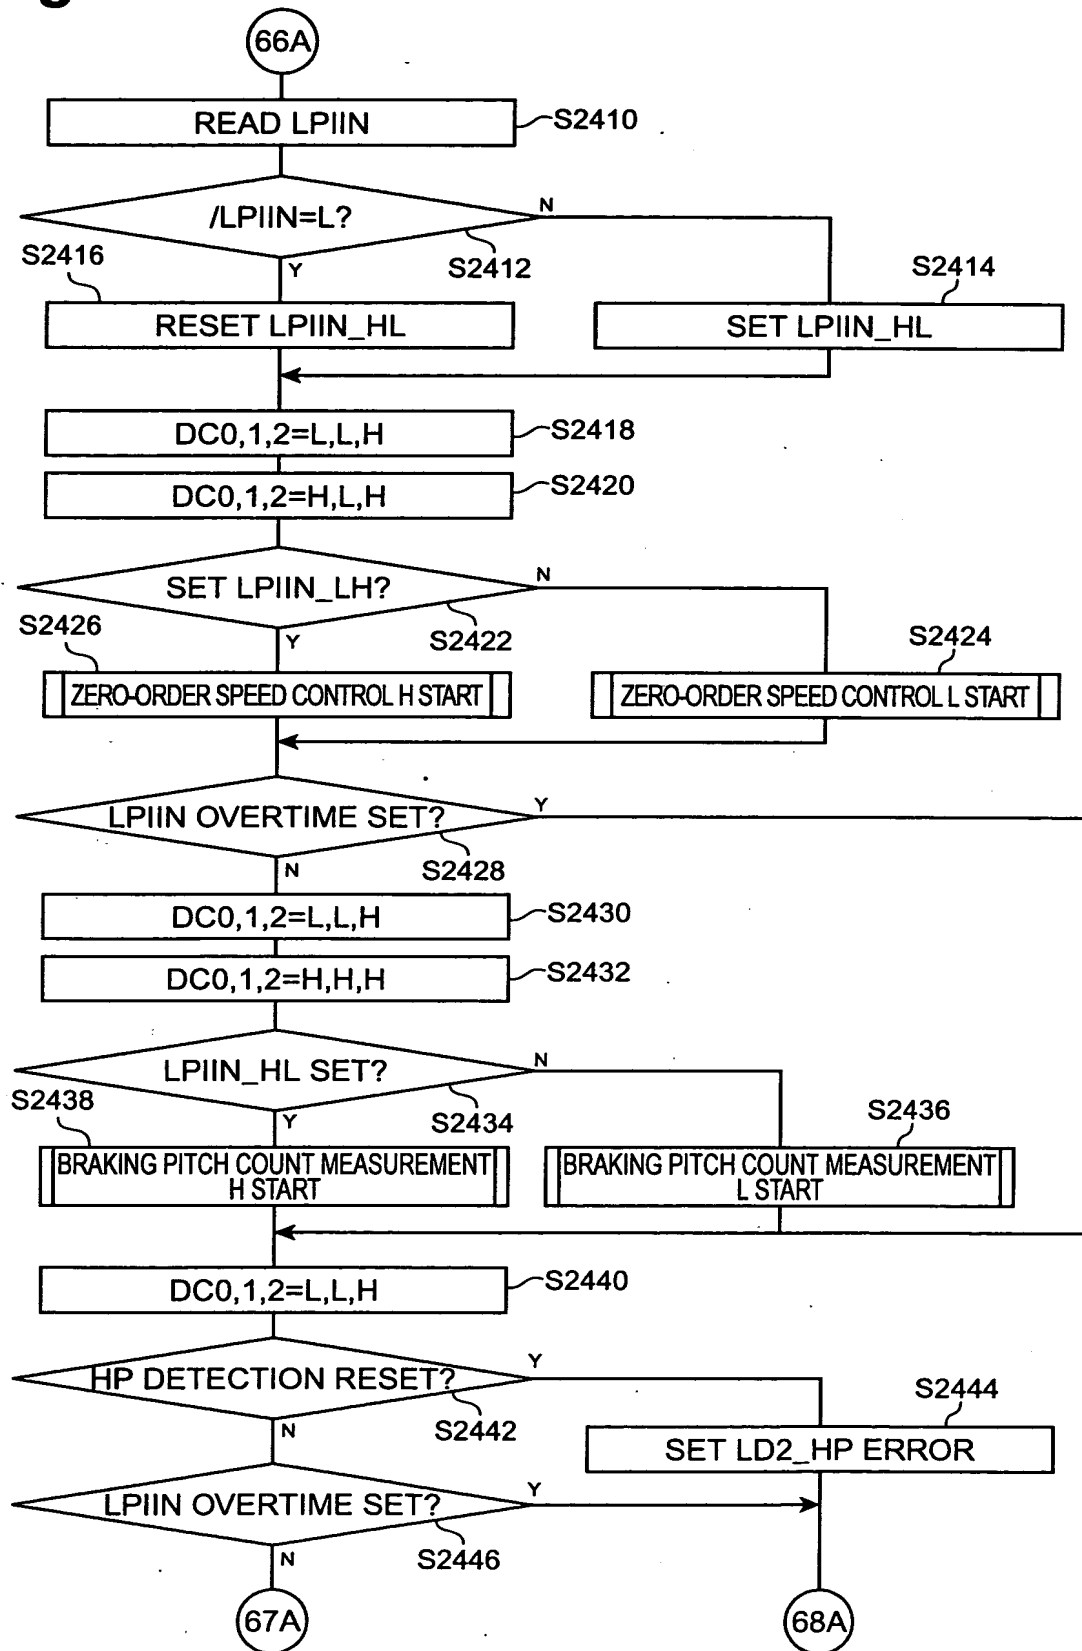 g
66A
READ LPIIN
S2410
/LPIIN=L?
N
S2412
Y
S2416
S2414
RESET LPIIN_HL
SET LPIIN_HL
DC0,1,2=L,L,H
S2418
DC0,1,2=H,L,H
S2420
SET LPIIN_LH?
N
S2422
Y
S2426
S2424
ZERO-ORDER SPEED CONTROL H START
ZERO-ORDER SPEED CONTROL L START
LPIIN OVERTIME SET?
Y
S2428
N
DC0,1,2=L,L,H
S2430
DC0,1,2=H,H,H
S2432
LPIIN_HL SET?
N
S2434
Y
S2438
S2436
BRAKING PITCH COUNT MEASUREMENT
H START
BRAKING PITCH COUNT MEASUREMENT
L START
DC0,1,2=L,L,H
S2440
HP DETECTION RESET?
Y
S2442
N
S2444
SET LD2_HP ERROR
LPIIN OVERTIME SET?
Y
S2446
N
67A
68A